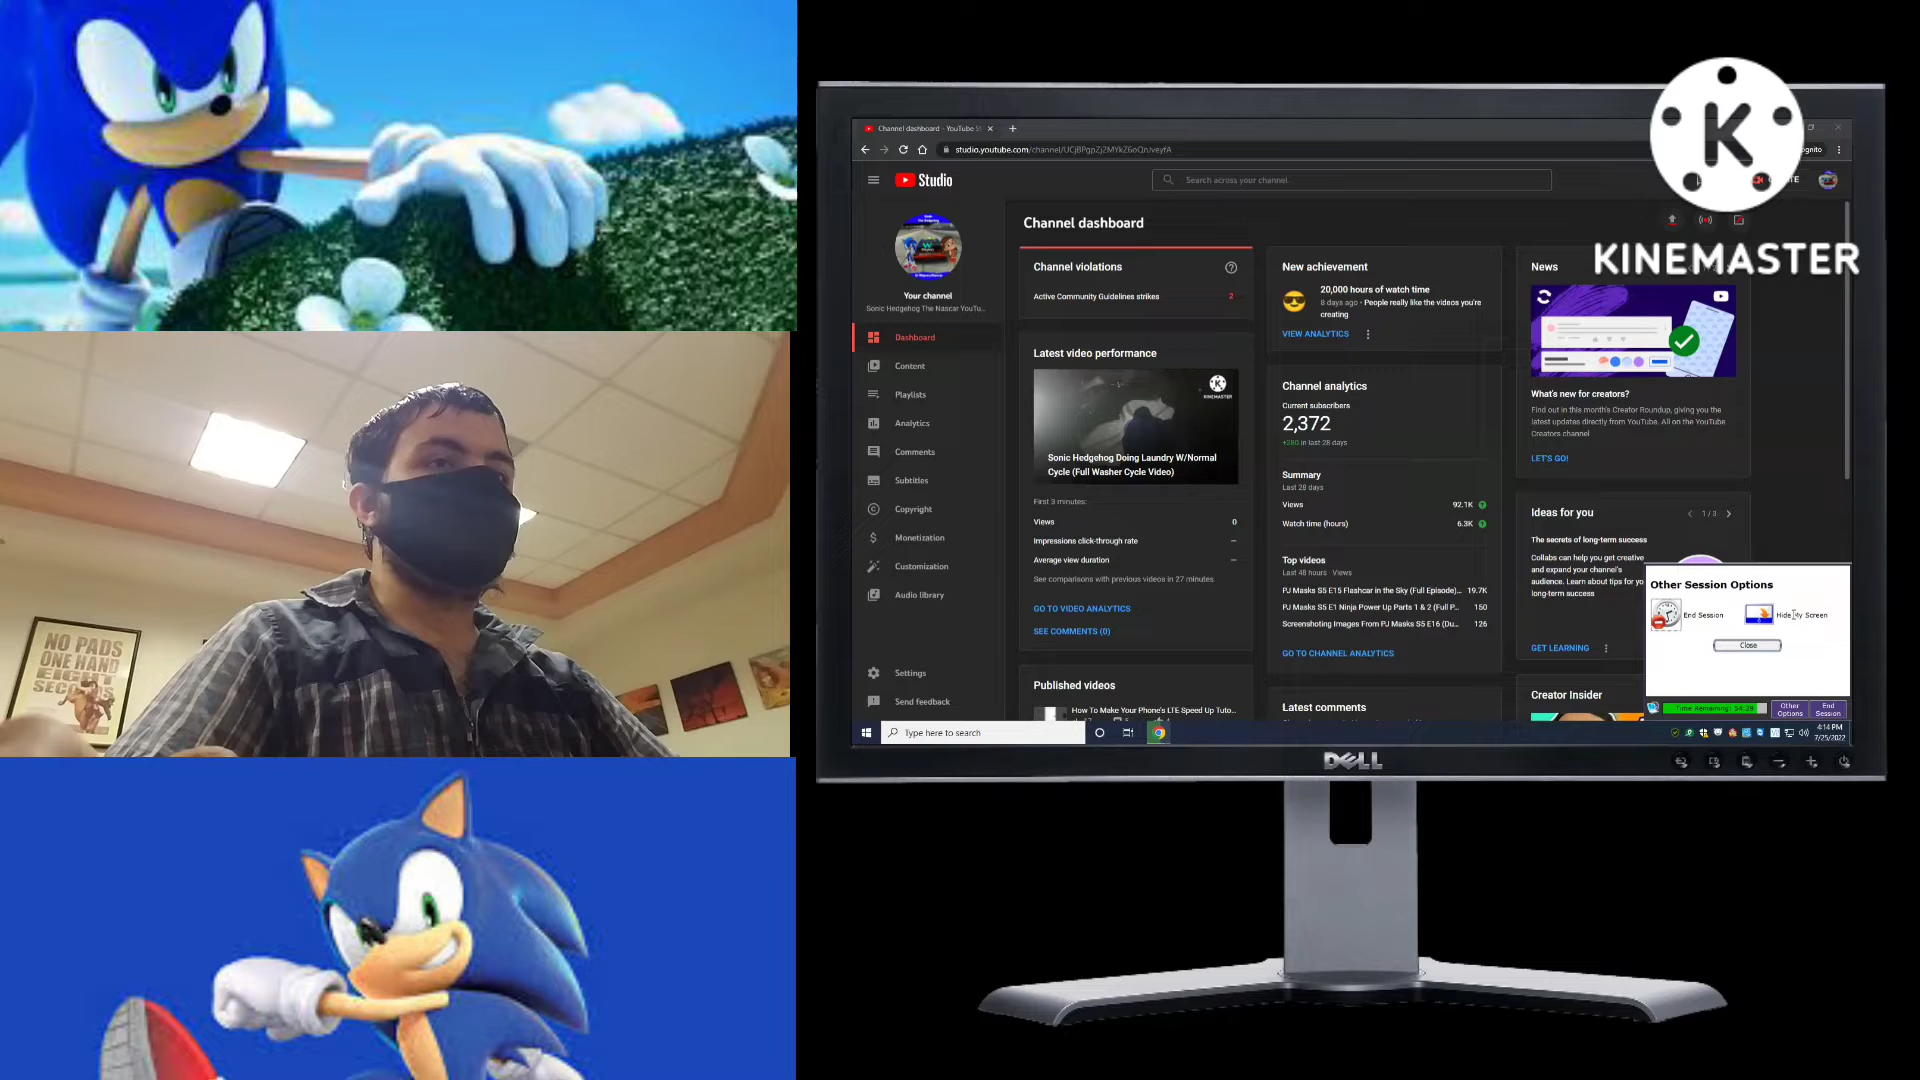 NO PADS
ONE HAND
EIGHT
SECONDS
KINEMASTER
Channel dashboard - YouTube S
studio.youtube.com/channel/
Studio
Search across your channel
Your channel
Sonic Hedgehog The Nascar YouTu...
Dashboard
Content
Playlists
Analytics
Comments
Subtitles
Copyright
Monetization
Customization
Audio library
Settings
Send feedback
Channel dashboard
Channel violations
Active Community Guidelines strikes 2
Latest video performance
KINEMASTER
Sonic Hedgehog Doing Laundry W/Normal
Cycle (Full Washer Cycle Video)
First 3 minutes:
Views 0
Impressions click-through rate –
Average view duration –
See comparisons with previous videos in 27 minutes.
GO TO VIDEO ANALYTICS
SEE COMMENTS (0)
Published videos
How To Make Your Phone's LTE Speed Up Tuto...
New achievement
20,000 hours of watch time
8 days ago • People really like the videos you're
creating
VIEW ANALYTICS
Channel analytics
Current subscribers
2,372
+280 in last 28 days
Summary
Last 28 days
Views 92.1K
Watch time (hours) 6.3K
Top videos
Last 48 hours · Views
PJ Masks S5 E15 Flashcar in the Sky (Full Episode)... 19.7K
PJ Masks S5 E1 Ninja Power Up Parts 1 & 2 (Full P... 150
Screenshoting Images From PJ Masks S5 E16 (Du... 126
GO TO CHANNEL ANALYTICS
Latest comments
News
What's new for creators?
Find out in this month's Creator Roundup, giving you the
latest updates directly from YouTube. All on the YouTube
Creators channel
LET'S GO!
Ideas for you
1 / 3
The secrets of long-term success
Collabs can help you get creative
and expand your channel's
audience. Learn about tips for yo
long-term success
GET LEARNING
Creator Insider
Other Session Options
End Session
Hide My Screen
Close
Time Remaining: 54:29
Other
Options
End
Session
Type here to search
4:14 PM
7/25/2022
DELL